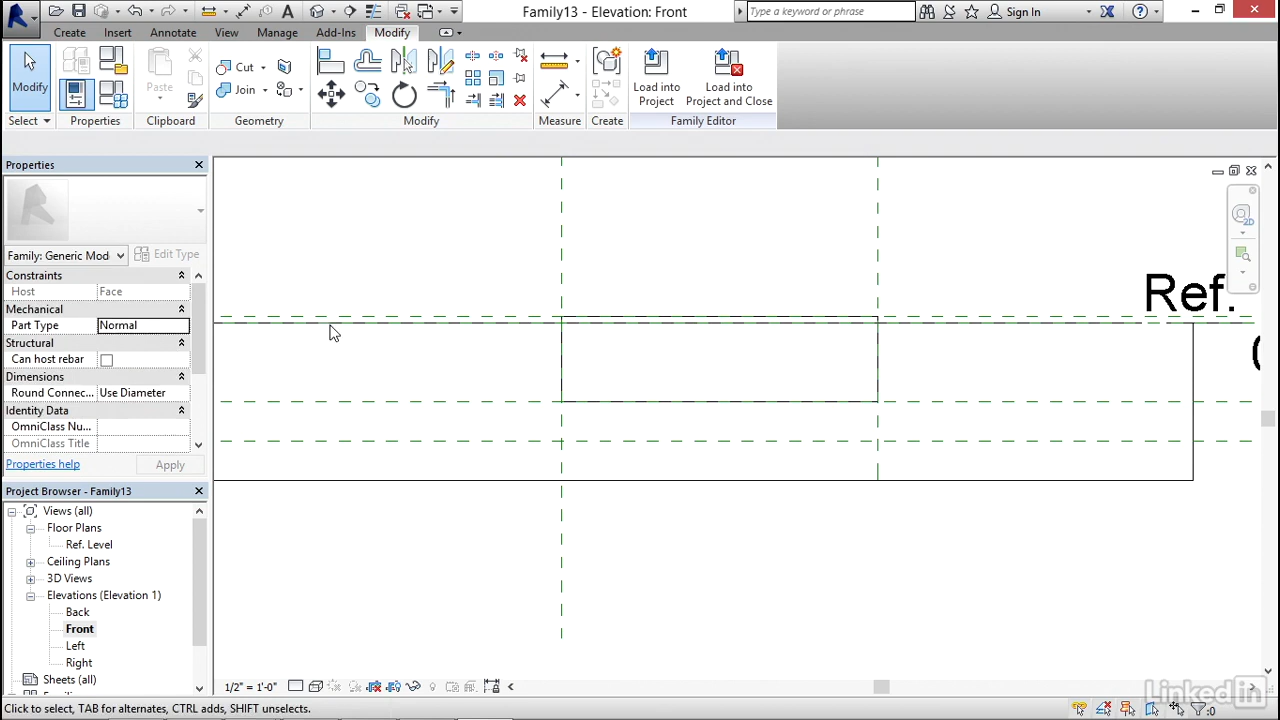 Family13 - Elevation: Front
Type a keyword or phrase
Sign In
Create
Insert
Annotate
View
Manage
Add-Ins
Modify
Modify
Paste
Cut
Join
Load into
Project
Load into
Project and Close
Select
Properties
Clipboard
Geometry
Modify
Measure
Create
Family Editor
Properties
Family: Generic Mod
Edit Type
Constraints
Host
Face
Mechanical
Part Type
Normal
Structural
Can host rebar
Dimensions
Round Connec...
Use Diameter
Identity Data
OmniClass Nu...
OmniClass Title
Properties help
Apply
Project Browser - Family13
Views (all)
Floor Plans
Ref. Level
Ceiling Plans
3D Views
Elevations (Elevation 1)
Back
Front
Left
Right
Sheets (all)
Ref.
2D
1/2" = 1'-0"
Click to select, TAB for alternates, CTRL adds, SHIFT unselects.
:0
Linked in